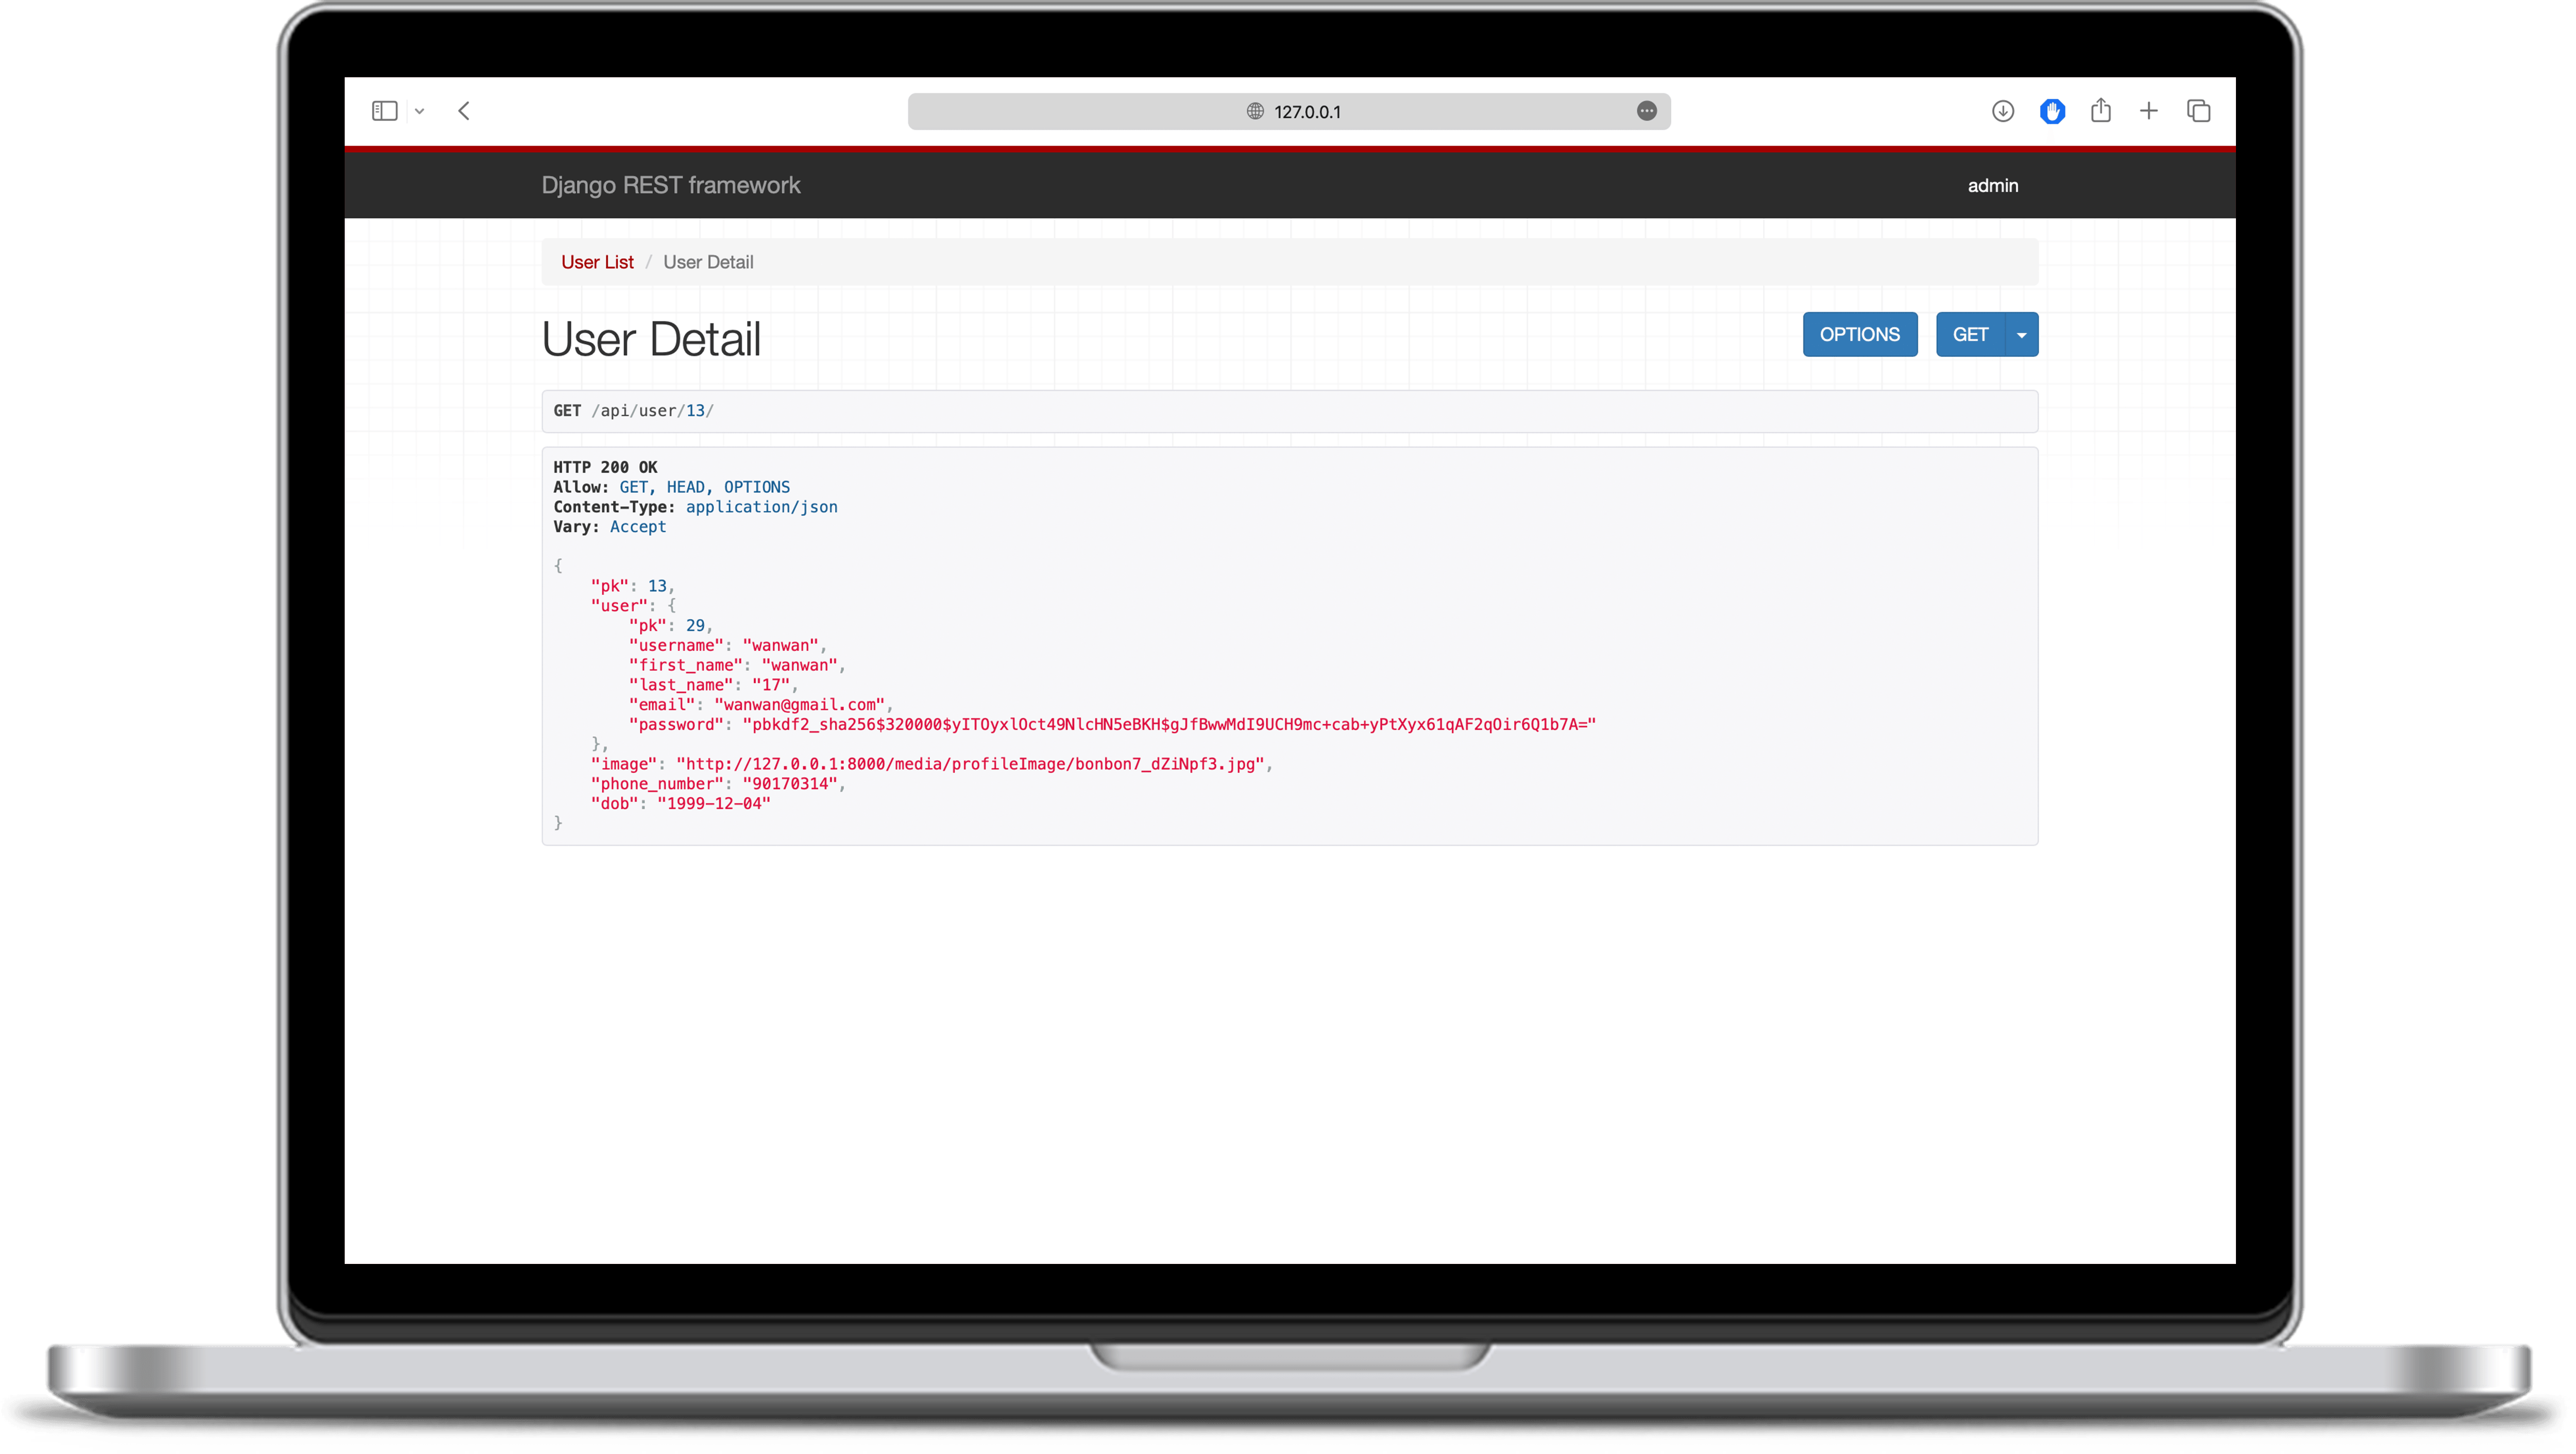 127.0.0.1
Django REST framework
admin
User List / User Detail
User Detail
OPTIONS
GET
GET /api/user/13/
HTTP 200 OK
Allow: GET, HEAD, OPTIONS
Content-Type: application/json
Vary: Accept
{
    "pk": 13,
    "user": {
        "pk": 29,
        "username": "wanwan",
        "first_name": "wanwan",
        "last_name": "17",
        "email": "wanwan@gmail.com",
        "password": "pbkdf2_sha256$320000$yITOyxlOct49NlcHN5eBKH$gJfBwwMdI9UCH9mc+cab+yPtXyx61qAF2qOir6Q1b7A="
    },
    "image": "http://127.0.0.1:8000/media/profileImage/bonbon7_dZiNpf3.jpg",
    "phone_number": "90170314",
    "dob": "1999-12-04"
}